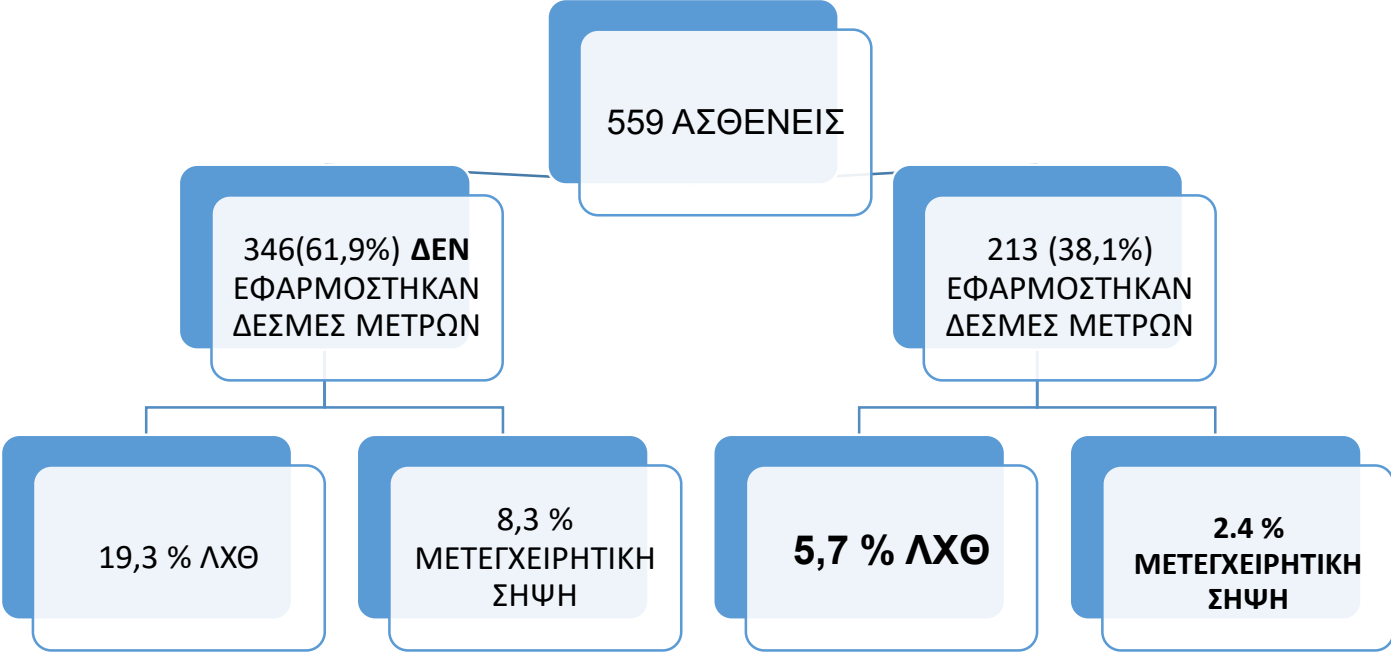 559 ΑΣΘΕΝΕΙΣ
346(61,9%) ΔΕΝ
ΕΦΑΡΜΟΣΤΗΚΑΝ
ΔΕΣΜΕΣ ΜΕΤΡΩΝ
213 (38,1%)
ΕΦΑΡΜΟΣΤΗΚΑΝ
ΔΕΣΜΕΣ ΜΕΤΡΩΝ
19,3 % ΛΧΘ
8,3 %
ΜΕΤΕΓΧΕΙΡΗΤΙΚΗ
ΣΗΨΗ
5,7 % ΛΧΘ
2.4 %
ΜΕΤΕΓΧΕΙΡΗΤΙΚΗ
ΣΗΨΗ